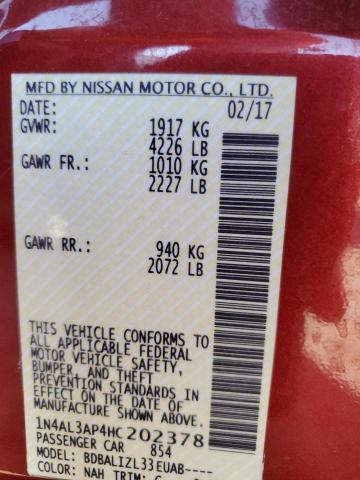 MFD BY NISSAN MOTOR CO., LTD.
DATE: 02/17
GVWR: 1917 KG
4226 LB
GAWR FR.: 1010 KG
2227 LB
GAWR RR.: 940 KG
2072 LB
THIS VEHICLE CONFORMS TO
ALL APPLICABLE FEDERAL
MOTOR VEHICLE SAFETY,
BUMPER, AND THEFT
PREVENTION STANDARDS IN
EFFECT ON THE DATE OF
MANUFACTURE SHOWN ABOVE.
1N4AL3AP4HC202378
PASSENGER CAR 854
MODEL: BDBALIZL33EUAB----
COLOR: NAH TRIM: